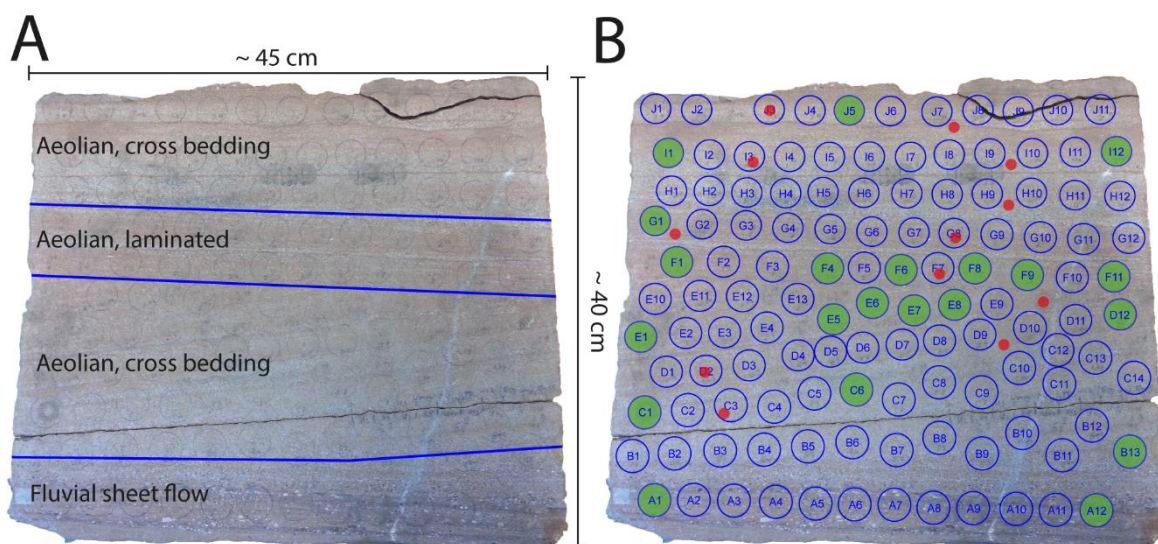 A
~ 45 cm
Aeolian, cross bedding
Aeolian, laminated
Aeolian, cross bedding
Fluvial sheet flow
~ 40 cm
B
J1 J2 J3 J4 J5 J6 J7 J8 J9 J10 J11
I1 I2 I3 I4 I5 I6 I7 I8 I9 I10 I11 I12
H1 H2 H3 H4 H5 H6 H7 H8 H9 H10 H11 H12
G1 G2 G3 G4 G5 G6 G7 G8 G9 G10 G11 G12
F1 F2 F3 F4 F5 F6 F7 F8 F9 F10 F11
E10 E11 E12 E13 E6 E7 E8 E9
E1 E2 E3 E4 E5
D1 D2 D3 D4 D5 D6 D7 D8 D9 D10 D11 D12
C1 C2 C3 C4 C5 C6 C7 C8 C9 C10 C11 C12 C13 C14
B1 B2 B3 B4 B5 B6 B7 B8 B9 B10 B11 B12 B13
A1 A2 A3 A4 A5 A6 A7 A8 A9 A10 A11 A12